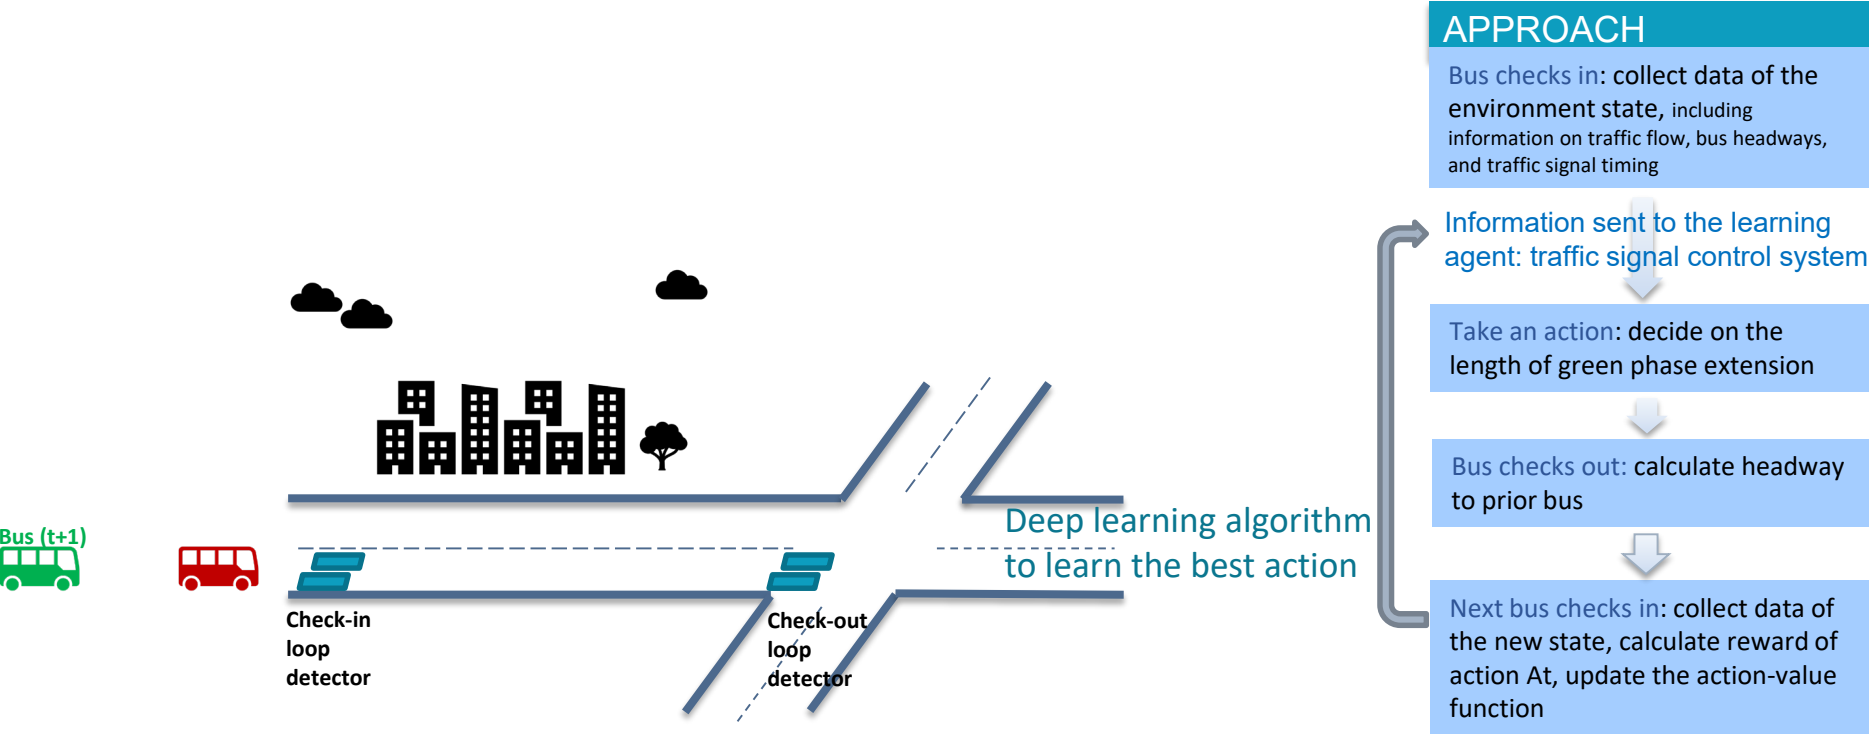 APPROACH
Bus checks in: collect data of the
environment state, including
information on traffic flow, bus headways,
and traffic signal timing
Information sent to the learning
agent: traffic signal control system
Take an action: decide on the
length of green phase extension
Bus checks out: calculate headway
to prior bus
Next bus checks in: collect data of
the new state, calculate reward of
action At, update the action-value
function
Deep learning algorithm
to learn the best action
Bus (t+1)
Check-in
loop
detector
Check-out
loop
detector